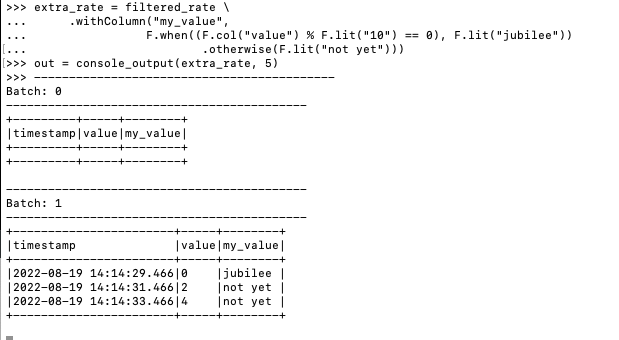 >>> extra_rate = filtered_rate \
...      .withColumn("my_value",
...                  F.when((F.col("value") % F.lit("10") == 0), F.lit("jubilee"))
[...                          .otherwise(F.lit("not yet")))
[>>> out = console_output(extra_rate, 5)
>>> -------------------------------------------
Batch: 0
-------------------------------------------
+---------+-----+--------+
|timestamp|value|my_value|
+---------+-----+--------+
+---------+-----+--------+
-------------------------------------------
Batch: 1
-------------------------------------------
+-----------------------+-----+--------+
|timestamp              |value|my_value|
+-----------------------+-----+--------+
|2022-08-19 14:14:29.466|0    |jubilee |
|2022-08-19 14:14:31.466|2    |not yet |
|2022-08-19 14:14:33.466|4    |not yet |
+-----------------------+-----+--------+